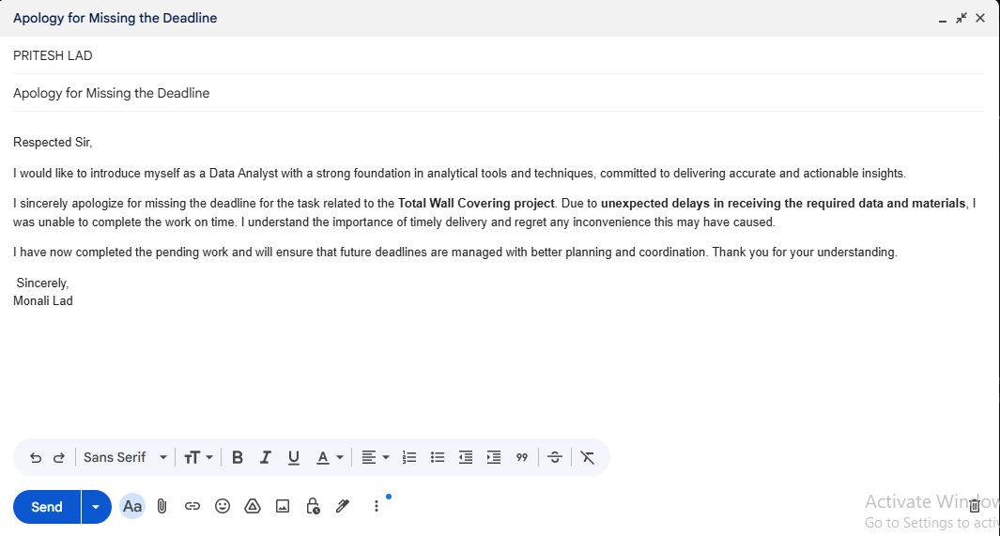 Apology for Missing the Deadline
PRITESH LAD
Apology for Missing the Deadline
Respected Sir,
I would like to introduce myself as a Data Analyst with a strong foundation in analytical tools and techniques, committed to delivering accurate and actionable insights.
I sincerely apologize for missing the deadline for the task related to the Total Wall Covering project. Due to unexpected delays in receiving the required data and materials, I
was unable to complete the work on time. I understand the importance of timely delivery and regret any inconvenience this may have caused.
I have now completed the pending work and will ensure that future deadlines are managed with better planning and coordination. Thank you for your understanding.
Sincerely,
Monali Lad
Sans Serif
Send
Activate Window
Go to Settings to activ